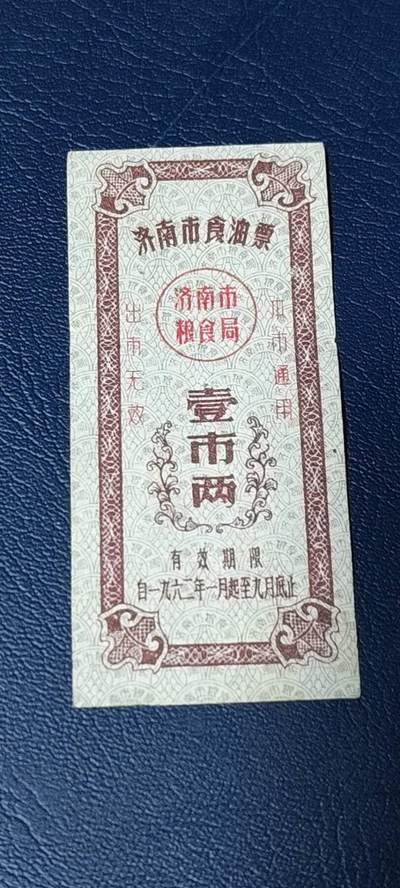 济南市食油票
济南市
粮食局
本市通用
出市无效
壹市两
有效期限
自一九六二年一月起至九月底止